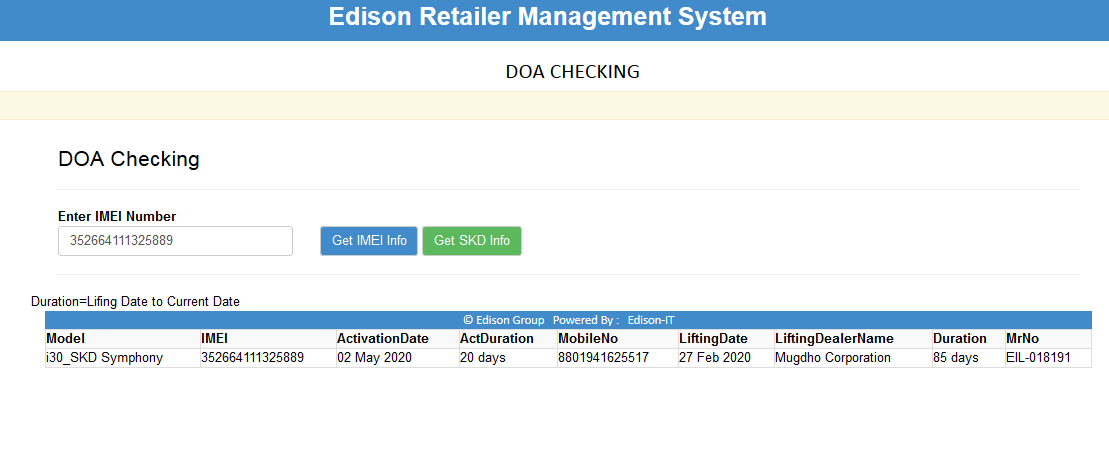 Edison Retailer Management System
DOA CHECKING
DOA Checking
Enter IMEI Number
352664111325889 Get IMEI Info Get SKD Info
Duration=Lifing Date to Current Date
© Edison Group Powered By : Edison-IT
Model IMEI ActivationDate ActDuration MobileNo LiftingDate LiftingDealerName Duration MrNo
i30_SKD Symphony 352664111325889 02 May 2020 20 days 8801941625517 27 Feb 2020 Mugdho Corporation 85 days EIL-018191